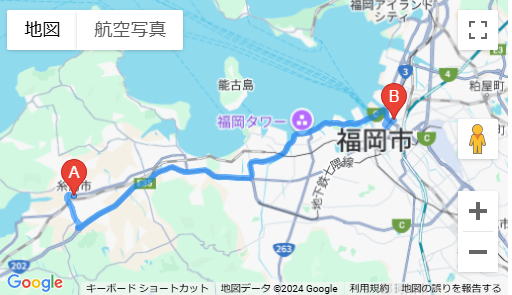 地図
航空写真
福岡アイランド
シティ
3
粕屋町
能古島
福岡タワー
B
福岡市
C
A
糸島市
地下鉄七隈線
C
263
202
Google
キーボード ショートカット
地図データ ©2024 Google
利用規約
地図の誤りを報告する